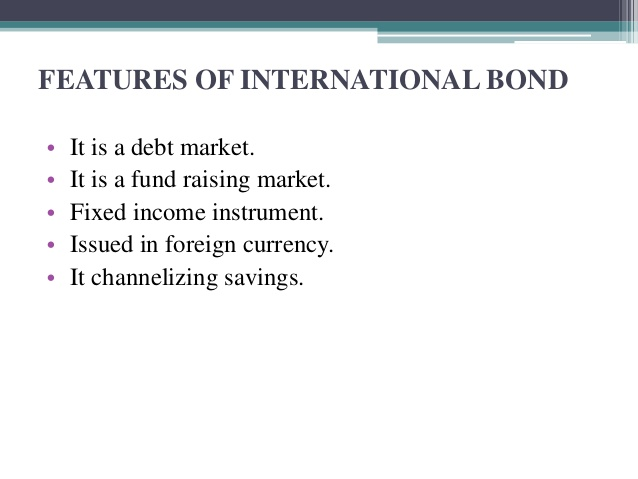 FEATURES OF INTERNATIONAL BOND
• It is a debt market.
• It is a fund raising market.
• Fixed income instrument.
• Issued in foreign currency.
• It channelizing savings.